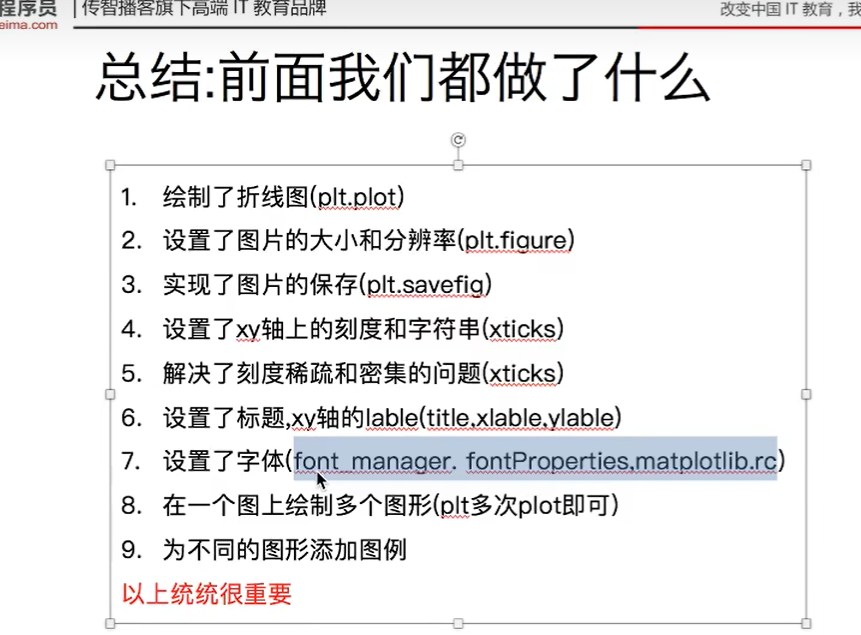 程序员 | 传智播客旗下高端 IT 教育品牌
改变中国 IT 教育，我
eima.com
总结:前面我们都做了什么
1. 绘制了折线图(plt.plot)
2. 设置了图片的大小和分辨率(plt.figure)
3. 实现了图片的保存(plt.savefig)
4. 设置了xy轴上的刻度和字符串(xticks)
5. 解决了刻度稀疏和密集的问题(xticks)
6. 设置了标题,xy轴的lable(title,xlable,ylable)
7. 设置了字体(font_manager. fontProperties,matplotlib.rc)
8. 在一个图上绘制多个图形(plt多次plot即可)
9. 为不同的图形添加图例
以上统统很重要